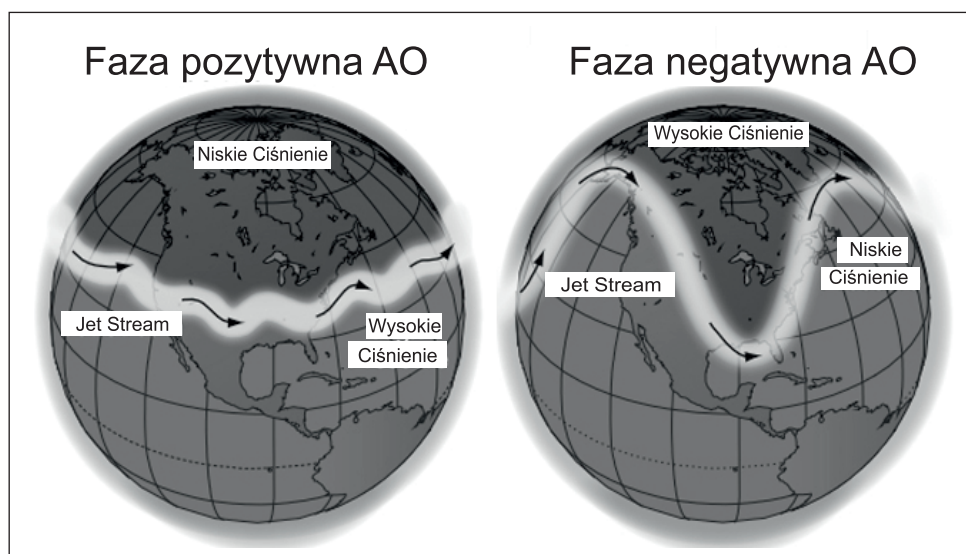 Faza pozytywna AO
Niskie Ciśnienie
Jet Stream
Wysokie
Ciśnienie
Faza negatywna AO
Wysokie Ciśnienie
Jet Stream
Niskie
Ciśnienie